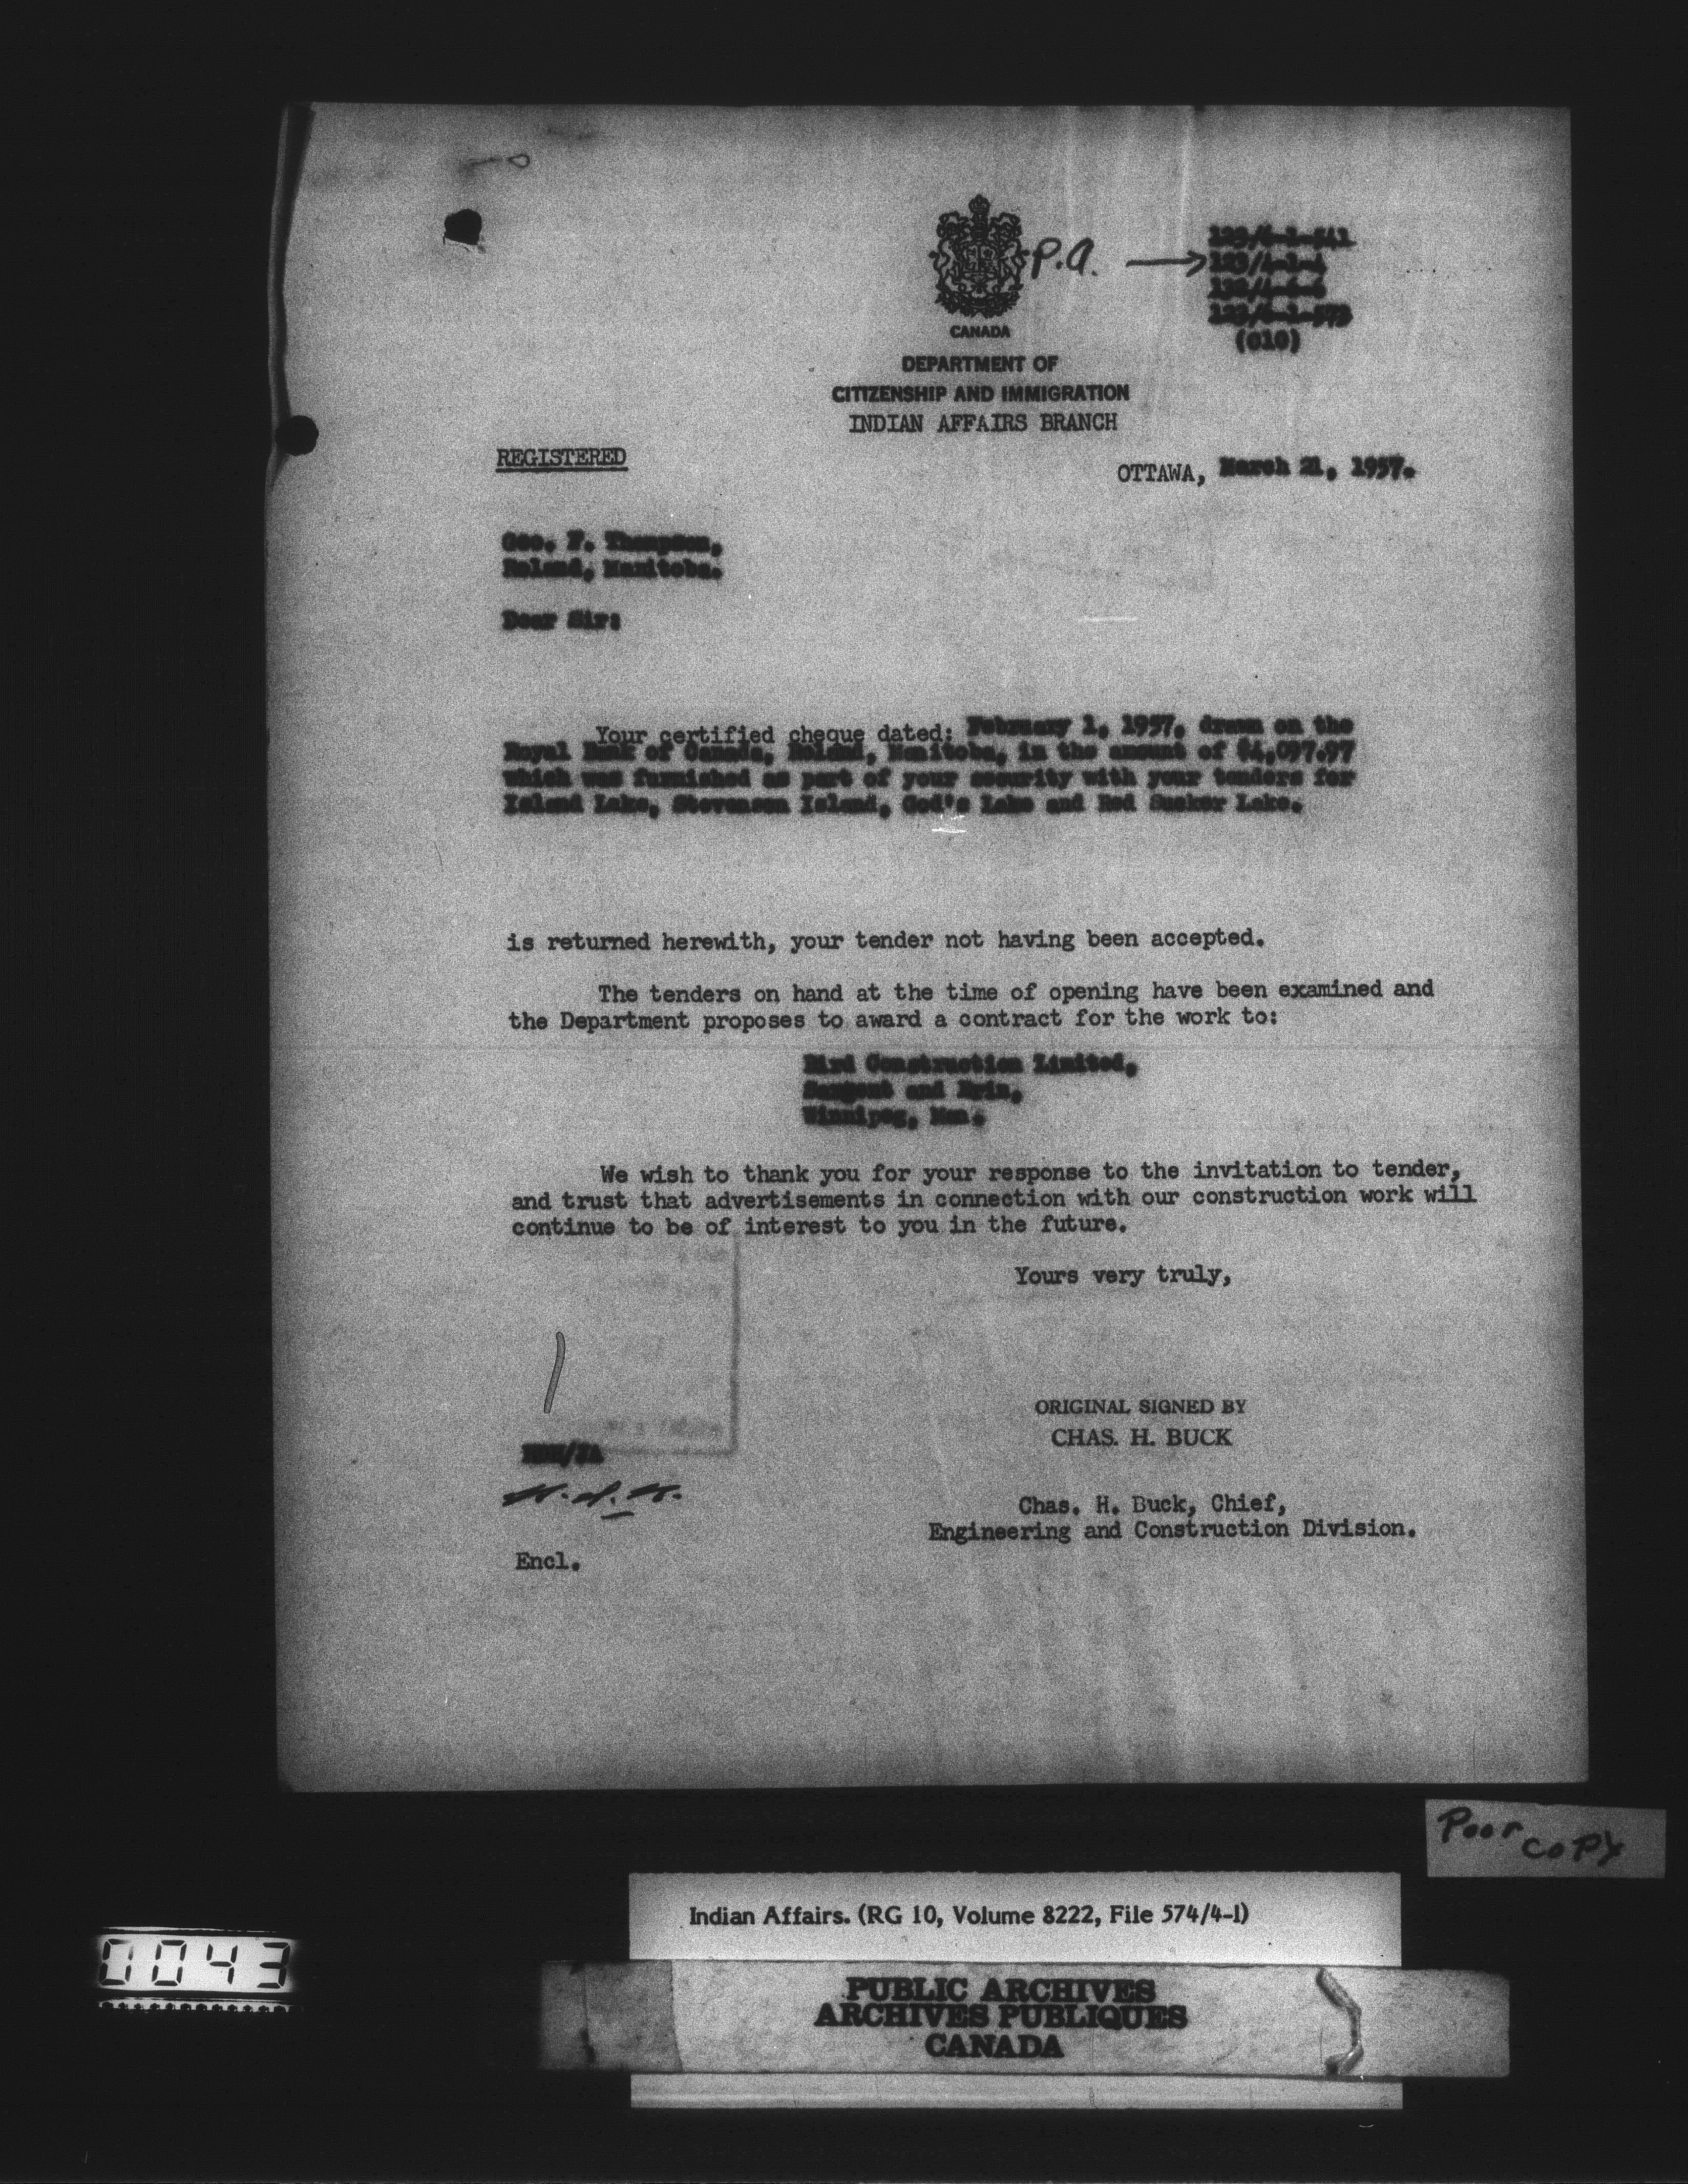 P.A.
(010)
CANADA
DEPARTMENT OF
CITIZENSHIP AND IMMIGRATION
INDIAN AFFAIRS BRANCH
REGISTERED
OTTAWA, March 21, 1957.
Geo. F. Thompson,
Roland, Manitoba.
Dear Sir:
Your certified cheque dated: February 1, 1957, drawn on the
Royal Bank of Canada, Roland, Manitoba, in the amount of $4,097.97
which was furnished as part of your security with your tenders for
Island Lake, Stevenson Island, God's Lake and Red Sucker Lake.
is returned herewith, your tender not having been accepted.
The tenders on hand at the time of opening have been examined and
the Department proposes to award a contract for the work to:
Bird Construction Limited,
Sargent and Erin,
Winnipeg, Man.
We wish to thank you for your response to the invitation to tender,
and trust that advertisements in connection with our construction work will
continue to be of interest to you in the future.
Yours very truly,
ORIGINAL SIGNED BY
CHAS. H. BUCK
Chas. H. Buck, Chief,
Engineering and Construction Division.
Encl.
Poor copy
Indian Affairs. (RG 10, Volume 8222, File 574/4-1)
0043
PUBLIC ARCHIVES
ARCHIVES PUBLIQUES
CANADA